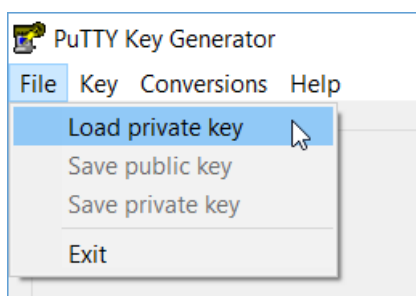 PuTTY Key Generator
File Key Conversions Help
Load private key
Save public key
Save private key
Exit